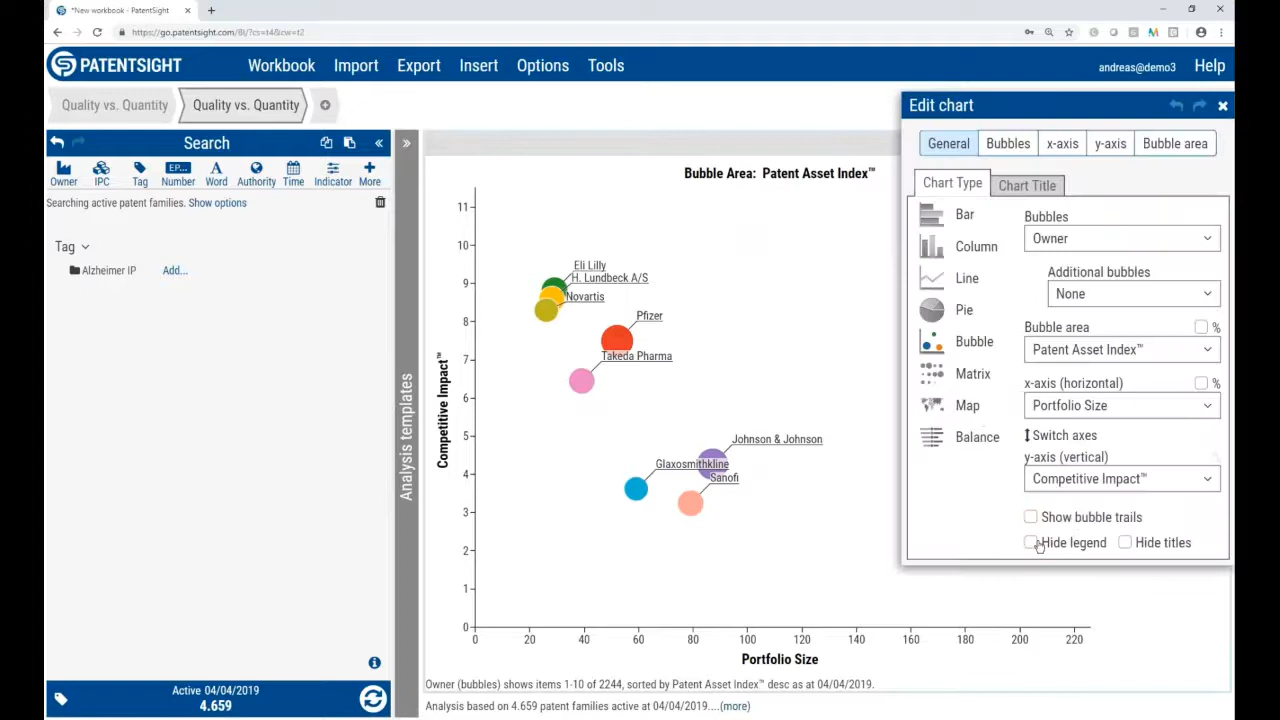 *New workbook - PatentSight
https://go.patentsight.com/8l/?cs=t4&cw=t2
PATENTSIGHT
Workbook Import Export Insert Options Tools
andreas@demo3 Help
Quality vs. Quantity
Quality vs. Quantity
Search
Owner IPC Tag Number Word Authority Time Indicator More
EP...
Searching active patent families. Show options
Tag
Alzheimer IP Add...
Active 04/04/2019
4.659
Analysis templates
Bubble Area: Patent Asset Index™
Competitive Impact™
11
10
9
8
7
6
5
4
3
2
1
0
Eli Lilly
H. Lundbeck A/S
Novartis
Pfizer
Takeda Pharma
Johnson & Johnson
Glaxosmithkline
Sanofi
0 20 40 60 80 100 120 140 160 180 200 220
Portfolio Size
Owner (bubbles) shows items 1-10 of 2244, sorted by Patent Asset Index™ desc as at 04/04/2019.
Analysis based on 4.659 patent families active at 04/04/2019....(more)
Edit chart
General Bubbles x-axis y-axis Bubble area
Chart Type Chart Title
Bar
Column
Line
Pie
Bubble
Matrix
Map
Balance
Bubbles
Owner
Additional bubbles
None
Bubble area %
Patent Asset Index™
x-axis (horizontal) %
Portfolio Size
Switch axes
y-axis (vertical)
Competitive Impact™
Show bubble trails
Hide legend Hide titles